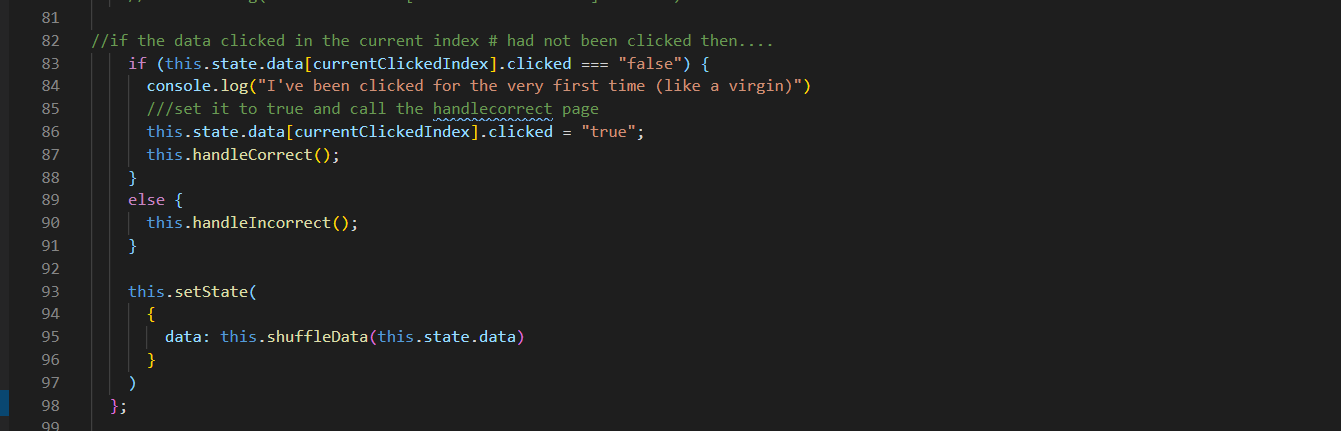 81
82 //if the data clicked in the current index # had not been clicked then....
83 if (this.state.data[currentClickedIndex].clicked === "false") {
84 console.log("I've been clicked for the very first time (like a virgin)")
85 ///set it to true and call the handlecorrect page
86 this.state.data[currentClickedIndex].clicked = "true";
87 this.handleCorrect();
88 }
89 else {
90 this.handleIncorrect();
91 }
92
93 this.setState(
94 {
95 data: this.shuffleData(this.state.data)
96 }
97 )
98 };
99